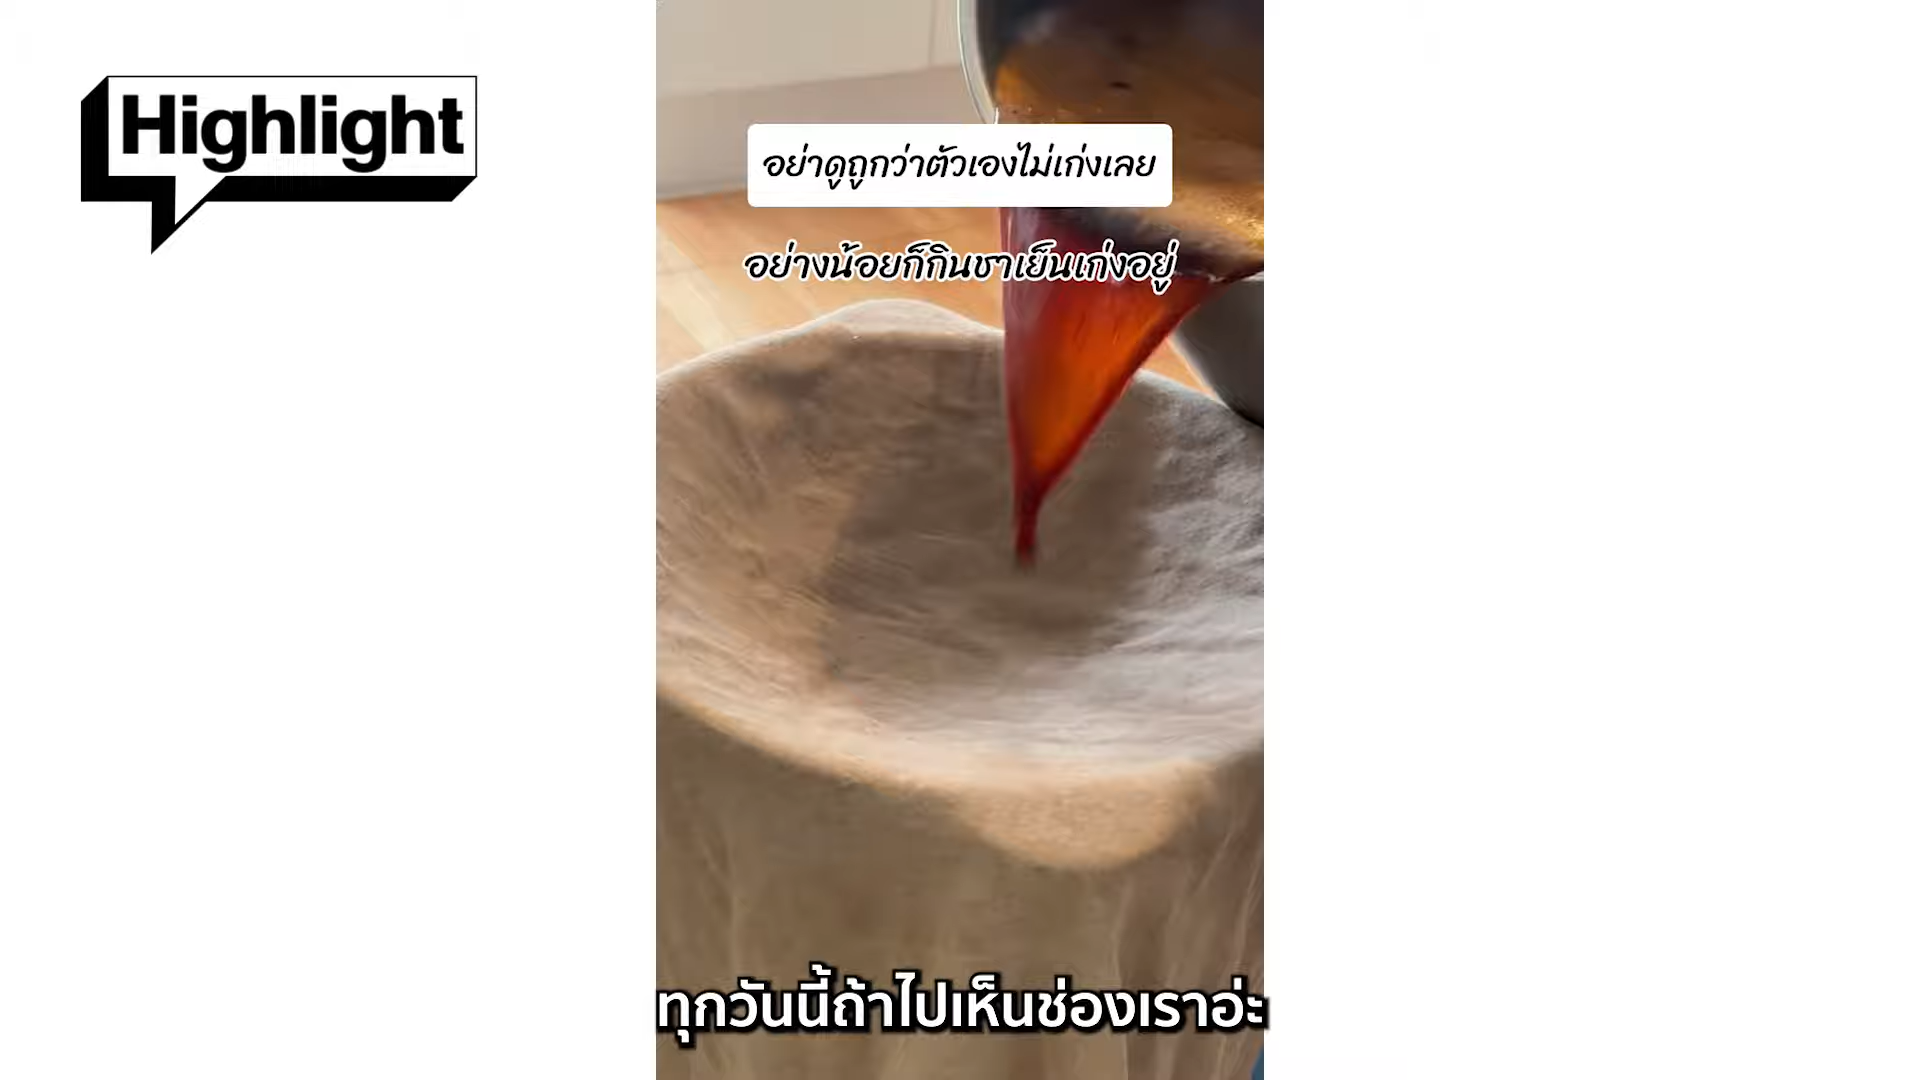 Highlight
อย่าดูถูกว่าตัวเองไม่เก่งเลย
อย่างน้อยก็กินชาเย็นเก่งอยู่
ทุกวันนี้ถ้าไปเห็นช่องเราอ่ะ